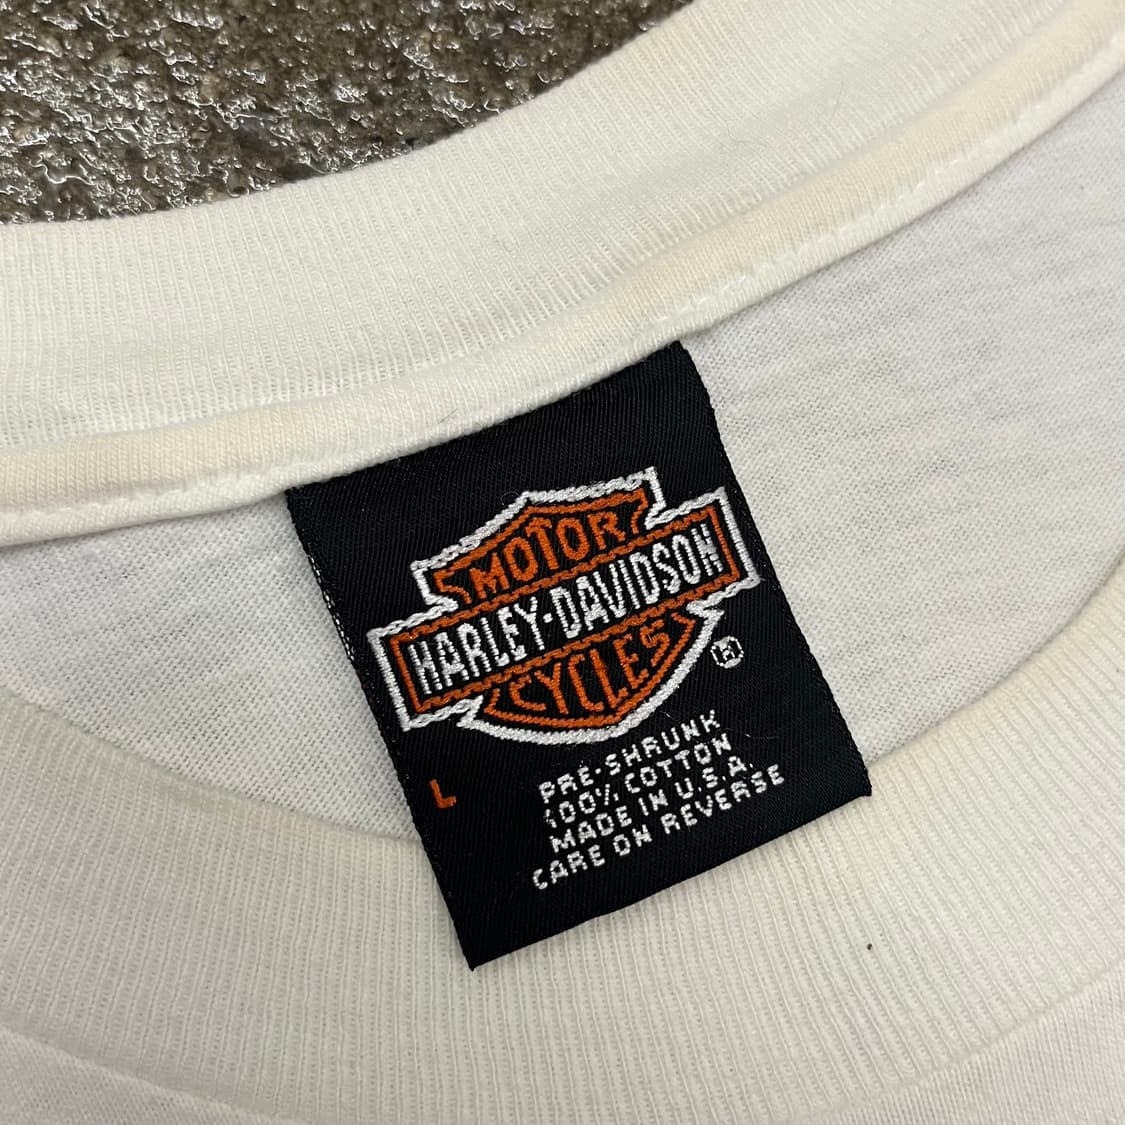 MOTOR
HARLEY-DAVIDSON
CYCLES
®
L
PRE-SHRUNK
100% COTTON
MADE IN U.S.A.
CARE ON REVERSE